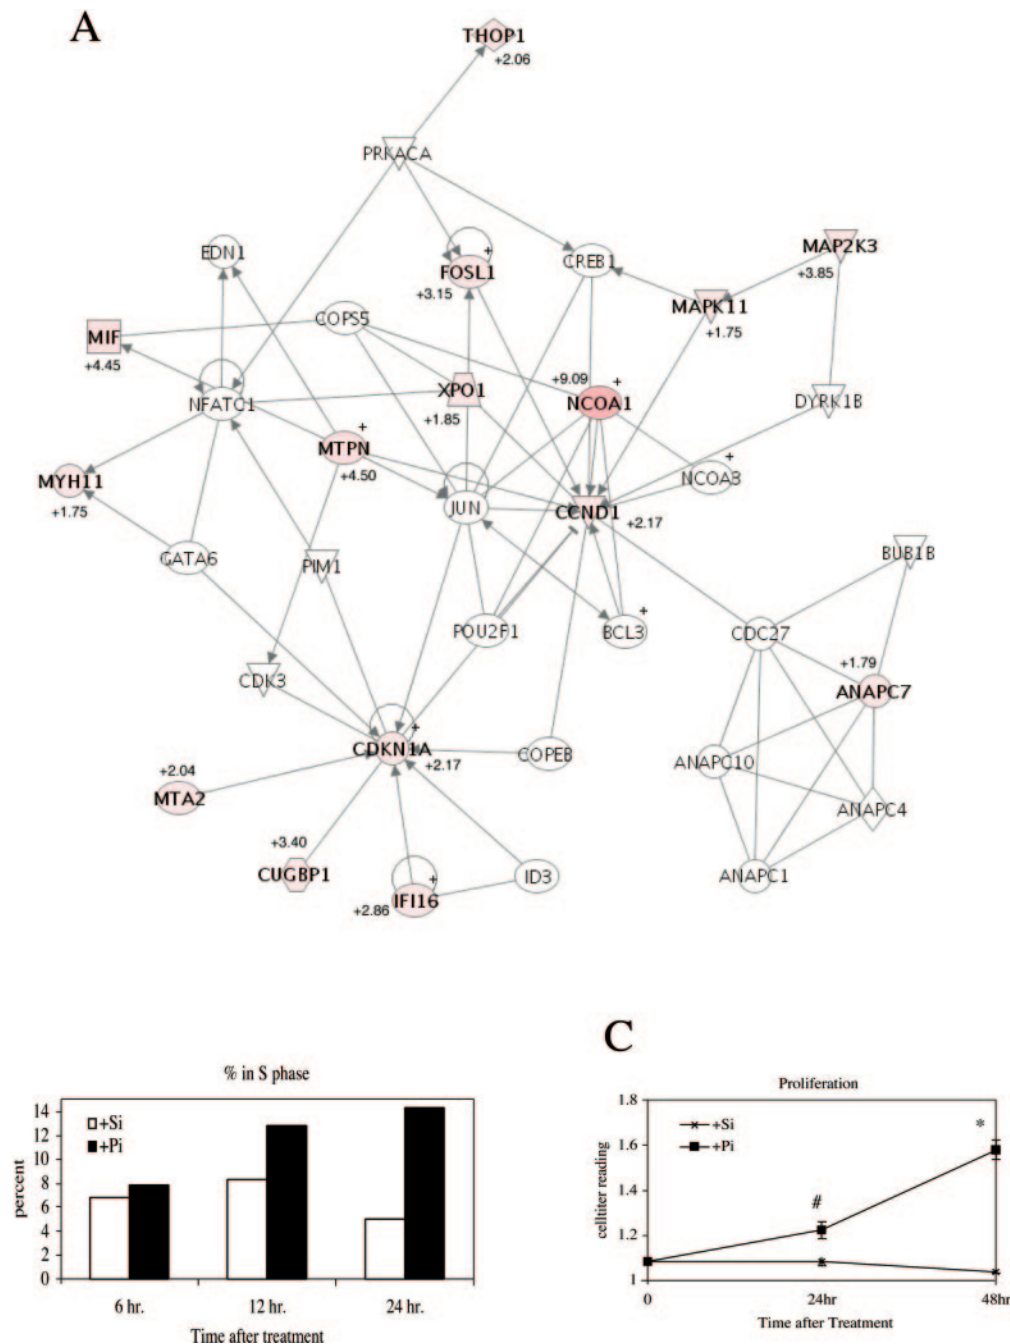 A
THOP1
+2.06
PRKACA
EDN1
+
FOSL1
+3.15
CREB1
MAP2K3
+3.85
MAPK11
+1.75
COPS5
MIF
+4.45
+9.09
+
NCOA1
XPO1
+1.85
NFATC1
DYRK1B
+
MTPN
+4.50
+
NCOA3
MYH11
+1.75
JUN
CCND1
+2.17
GATA6
PIM1
BUB1B
+
POU2F1
BCL3
CDC27
+1.79
ANAPC7
CDK3
+
CDKN1A
+2.17
COPEB
ANAPC10
+2.04
MTA2
ANAPC4
+3.40
CUGBP1
+
IFI16
+2.86
ID3
ANAPC1
% in S phase
14
12
10
8
6
4
2
0
percent
+Si
+Pi
6 hr.
12 hr.
24 hr.
Time after treatment
C
Proliferation
1.8
1.6
1.4
1.2
1
celltiter reading
+Si
+Pi
#
*
0
24hr
48hr
Time after Treatment